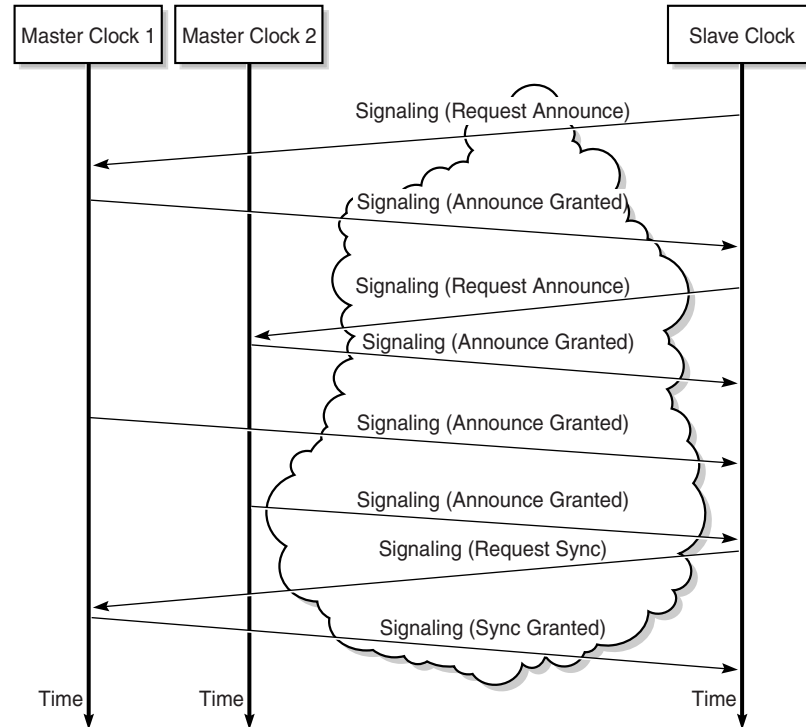 Master Clock 1
Master Clock 2
Slave Clock
Signaling (Request Announce)
Signaling (Announce Granted)
Signaling (Request Announce)
Signaling (Announce Granted)
Signaling (Announce Granted)
Signaling (Announce Granted)
Signaling (Request Sync)
Signaling (Sync Granted)
Time
Time
Time